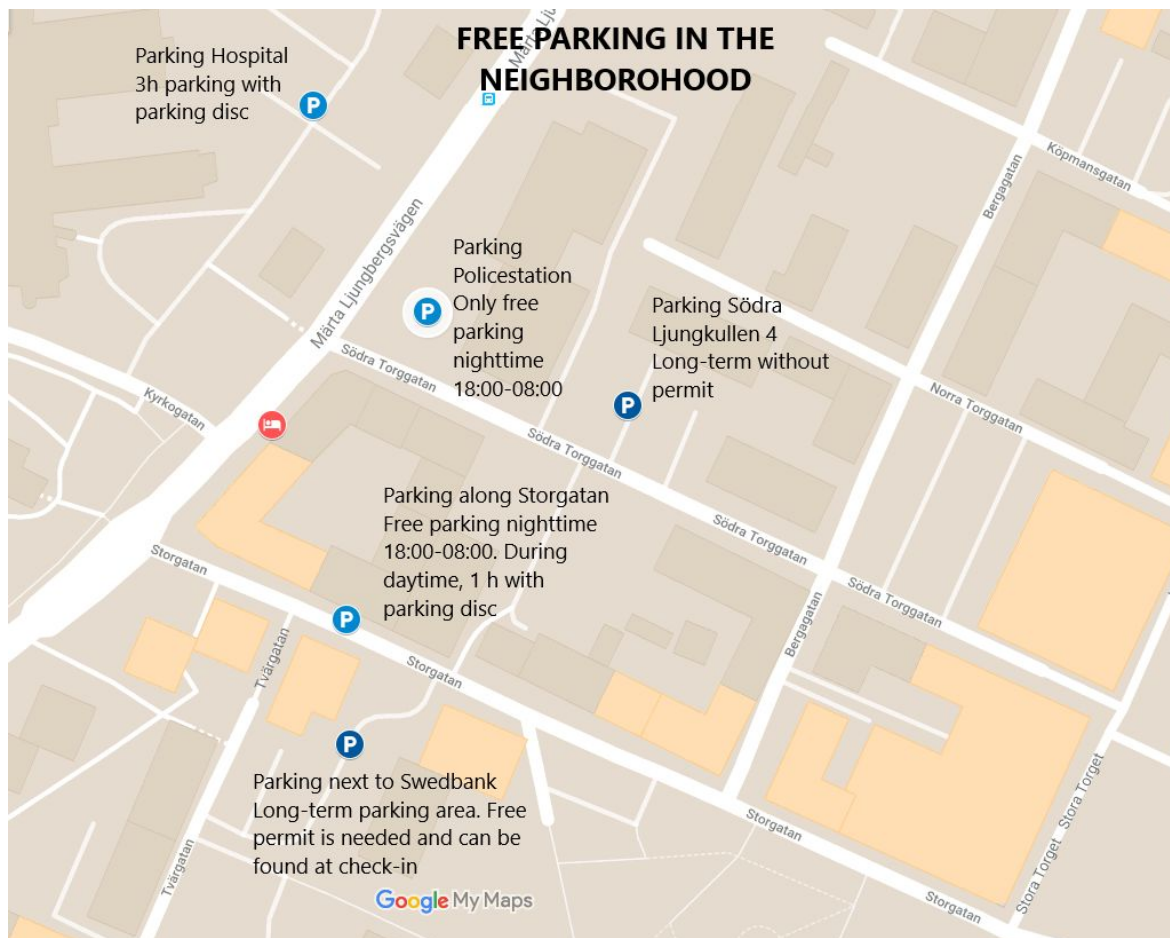 FREE PARKING IN THE
NEIGHBOROHOOD
Parking Hospital
3h parking with
parking disc
P
Märta Lju
Köpmansgatan
Bergagatan
Märta Ljungbergsvägen
Parking
Policestation
Only free
parking
nighttime
18:00-08:00
P
Parking Södra
Ljungkullen 4
Long-term without
permit
P
Södra Torggatan
Kyrkogatan
Norra Torggatan
Södra Torggatan
Parking along Storgatan
Free parking nighttime
18:00-08:00. During
daytime, 1 h with
parking disc
P
Södra Torggatan
Södra Torggatan
Storgatan
Bergagatan
Tvärgatan
Storgatan
P
Parking next to Swedbank
Long-term parking area. Free
permit is needed and can be
found at check-in
Stora Torget
Stora Torget
Storgatan
Tvärgatan
Storgatan
Google My Maps